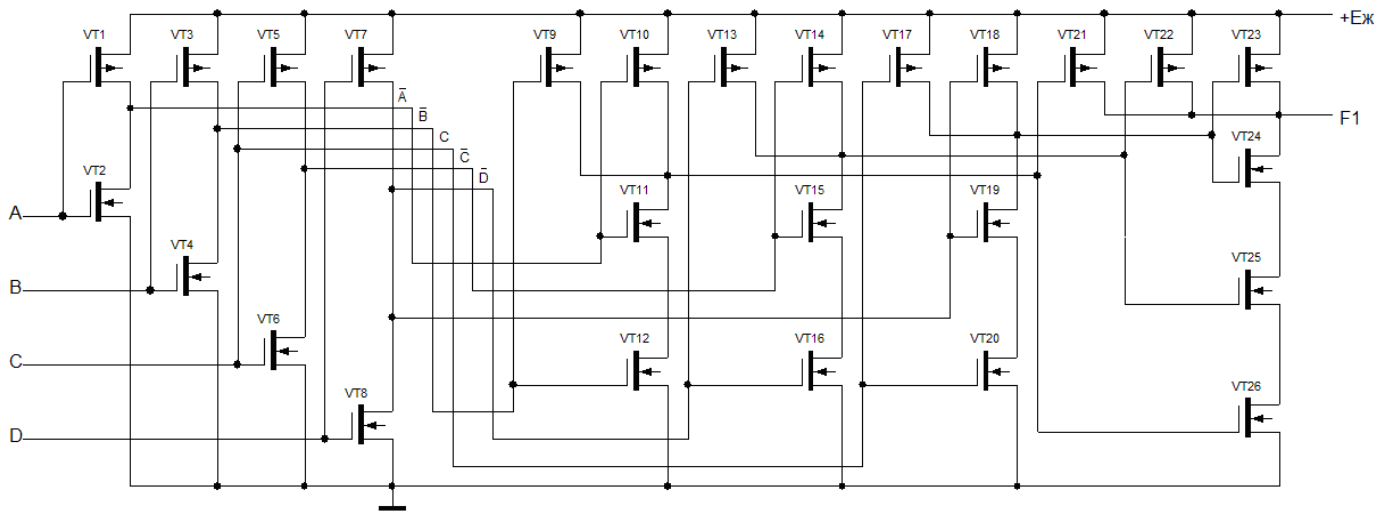 +Eж
VT1 VT3 VT5 VT7 VT9 VT10 VT13 VT14 VT17 VT18 VT21 VT22 VT23
A̅
B̅
F1
C
VT24
C̅
VT2
D̅
VT11 VT15 VT19
A
VT4
VT25
B
VT6
VT12 VT16 VT20
C
VT8
VT26
D